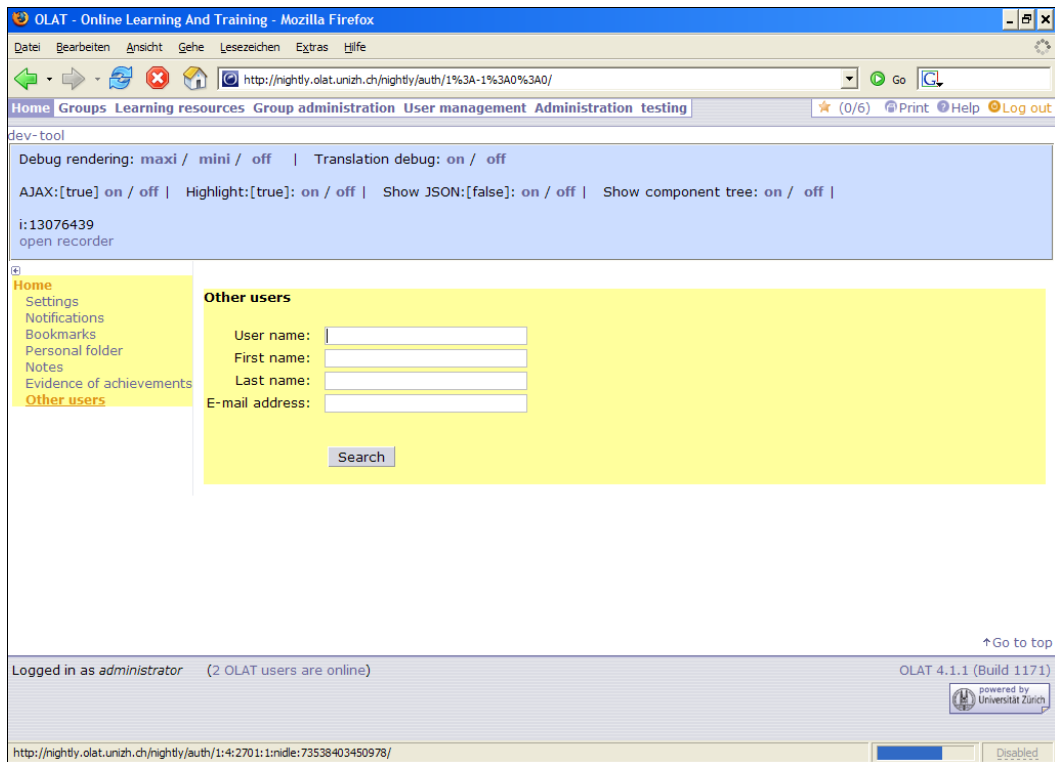 OLAT - Online Learning And Training - Mozilla Firefox
Datei Bearbeiten Ansicht Gehe Lesezeichen Extras Hilfe
http://nightly.olat.unizh.ch/nightly/auth/1%3A-1%3A0%3A0/ Go
Home Groups Learning resources Group administration User management Administration testing (0/6) Print Help Log out
dev-tool
Debug rendering: maxi / mini / off | Translation debug: on / off
AJAX:[true] on / off | Highlight:[true]: on / off | Show JSON:[false]: on / off | Show component tree: on / off |
i:13076439
open recorder
Home
Settings
Notifications
Bookmarks
Personal folder
Notes
Evidence of achievements
Other users
Other users
User name:
First name:
Last name:
E-mail address:
Search
Go to top
Logged in as administrator (2 OLAT users are online) OLAT 4.1.1 (Build 1171)
powered by
Universität Zürich
http://nightly.olat.unizh.ch/nightly/auth/1:4:2701:1:nidle:73538403450978/ Disabled